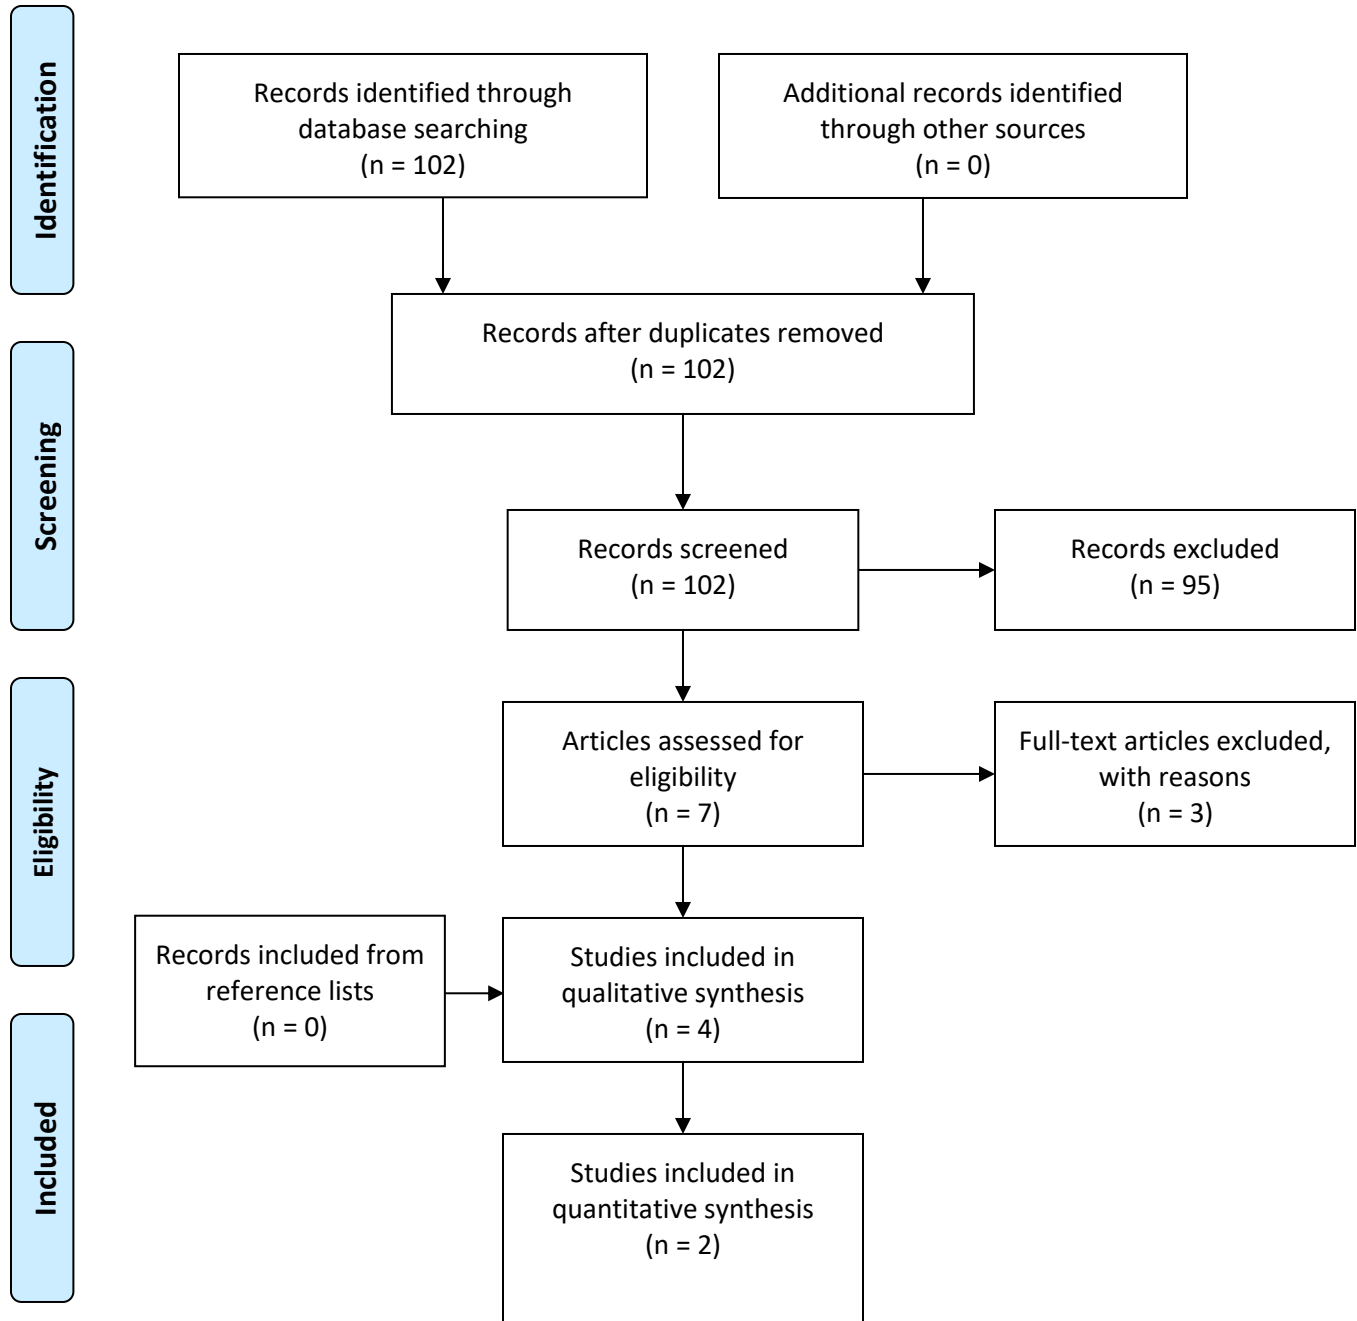 Identification
Records identified through
database searching
(n = 102)
Additional records identified
through other sources
(n = 0)
Records after duplicates removed
(n = 102)
Screening
Records screened
(n = 102)
Records excluded
(n = 95)
Eligibility
Articles assessed for
eligibility
(n = 7)
Full-text articles excluded,
with reasons
(n = 3)
Records included from
reference lists
(n = 0)
Studies included in
qualitative synthesis
(n = 4)
Included
Studies included in
quantitative synthesis
(n = 2)